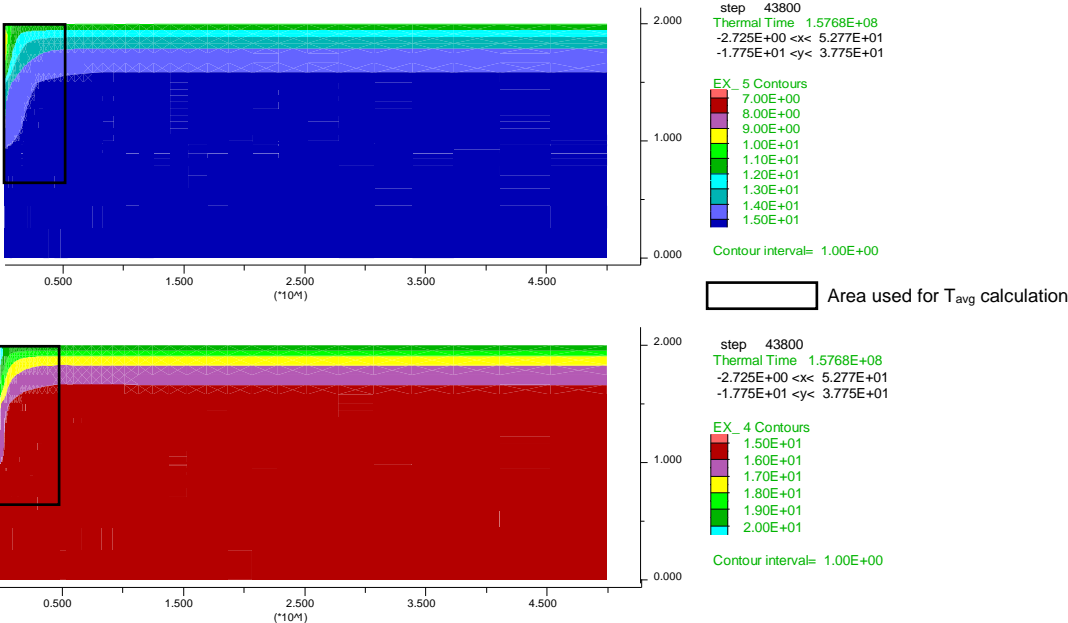 step 43800
Thermal Time 1.5768E+08
-2.725E+00 <x< 5.277E+01
-1.775E+01 <y< 3.775E+01
EX_ 5 Contours
7.00E+00
8.00E+00
9.00E+00
1.00E+01
1.10E+01
1.20E+01
1.30E+01
1.40E+01
1.50E+01
Contour interval= 1.00E+00
2.000
1.000
0.000
0.500 1.500 2.500 3.500 4.500
(*10^1)
Area used for Tavg calculation
step 43800
Thermal Time 1.5768E+08
-2.725E+00 <x< 5.277E+01
-1.775E+01 <y< 3.775E+01
EX_ 4 Contours
1.50E+01
1.60E+01
1.70E+01
1.80E+01
1.90E+01
2.00E+01
Contour interval= 1.00E+00
2.000
1.000
0.000
0.500 1.500 2.500 3.500 4.500
(*10^1)